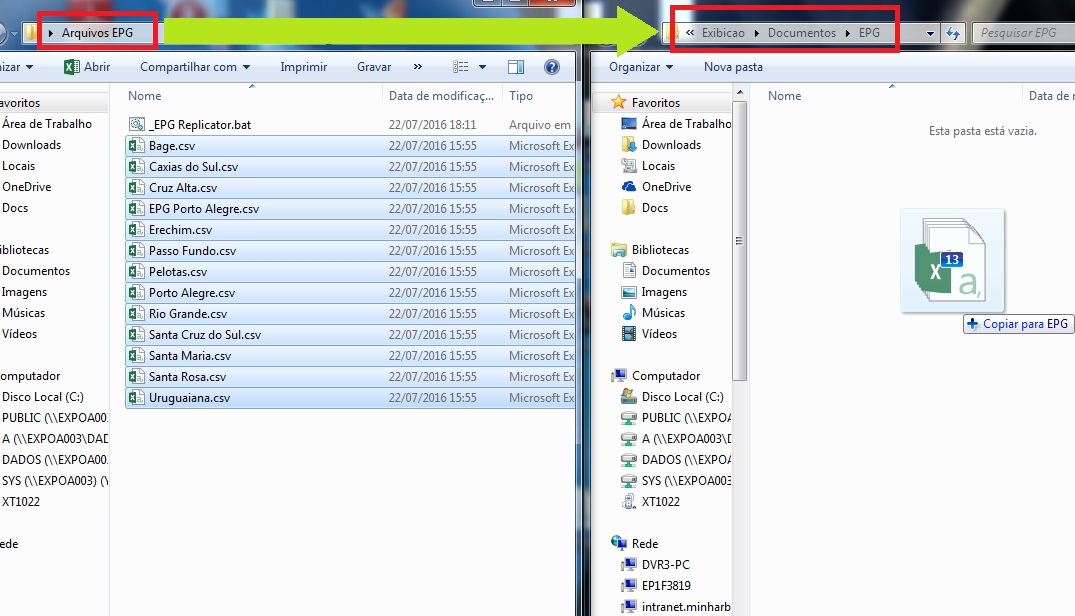 Arquivos EPG
izar
Abrir
Compartilhar com
Imprimir
Gravar
»
Nome
Data de modificaç...
Tipo
avoritos
Área de Trabalho
Downloads
Locais
OneDrive
Docs
ibliotecas
Documentos
Imagens
Músicas
Vídeos
omputador
Disco Local (C:)
PUBLIC (\\EXPOA003
A (\\EXPOA003\DAD
DADOS (\\EXPOA00
SYS (\\EXPOA003) (Y
XT1022
ede
_EPG Replicator.bat 22/07/2016 18:11 Arquivo em
Bage.csv 22/07/2016 15:55 Microsoft Ex
Caxias do Sul.csv 22/07/2016 15:55 Microsoft Ex
Cruz Alta.csv 22/07/2016 15:55 Microsoft Ex
EPG Porto Alegre.csv 22/07/2016 15:55 Microsoft Ex
Erechim.csv 22/07/2016 15:55 Microsoft Ex
Passo Fundo.csv 22/07/2016 15:55 Microsoft Ex
Pelotas.csv 22/07/2016 15:55 Microsoft Ex
Porto Alegre.csv 22/07/2016 15:55 Microsoft Ex
Rio Grande.csv 22/07/2016 15:55 Microsoft Ex
Santa Cruz do Sul.csv 22/07/2016 15:55 Microsoft Ex
Santa Maria.csv 22/07/2016 15:55 Microsoft Ex
Santa Rosa.csv 22/07/2016 15:55 Microsoft Ex
Uruguaiana.csv 22/07/2016 15:55 Microsoft Ex
« Exibicao Documents EPG
Pesquisar EPG
Organizar
Nova pasta
Nome
Data de r
Favoritos
Área de Trabalho
Downloads
Locais
OneDrive
Docs
Bibliotecas
Documentos
Imagens
Músicas
Vídeos
Computador
Disco Local (C:)
PUBLIC (\\EXPOA
A (\\EXPOA003\D
DADOS (\\EXPOA
SYS (\\EXPOA003
XT1022
Rede
DVR3-PC
EP1F3819
intranet.minharb
Esta pasta está vazia.
13
X
a,
Copiar para EPG